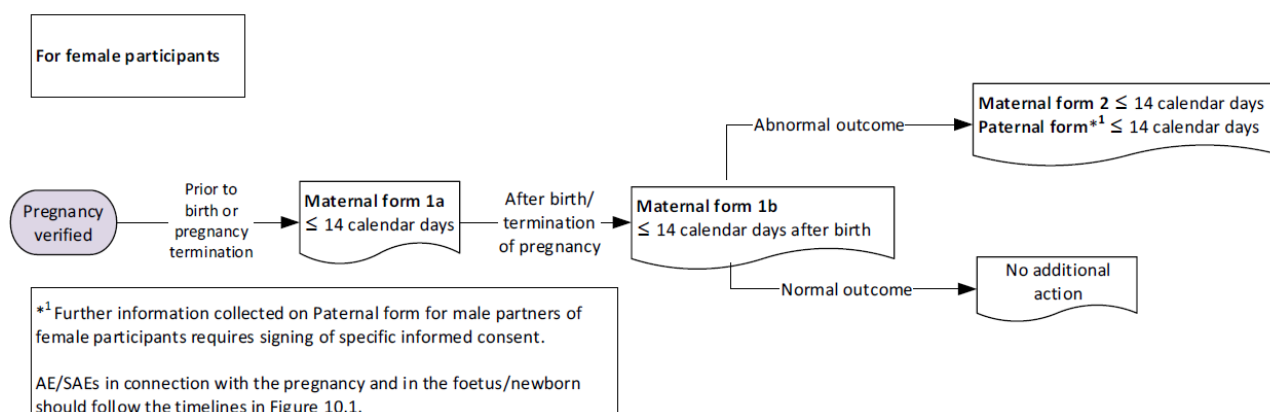 For female participants
Maternal form 2 ≤ 14 calendar days
Paternal form*¹ ≤ 14 calendar days
Abnormal outcome
Pregnancy
verified
Prior to
birth or
pregnancy
termination
Maternal form 1a
≤ 14 calendar days
After birth/
termination
of pregnancy
Maternal form 1b
≤ 14 calendar days after birth
Normal outcome
No additional
action
*¹ Further information collected on Paternal form for male partners of
female participants requires signing of specific informed consent.
AE/SAEs in connection with the pregnancy and in the foetus/newborn
should follow the timelines in Figure 10.1.